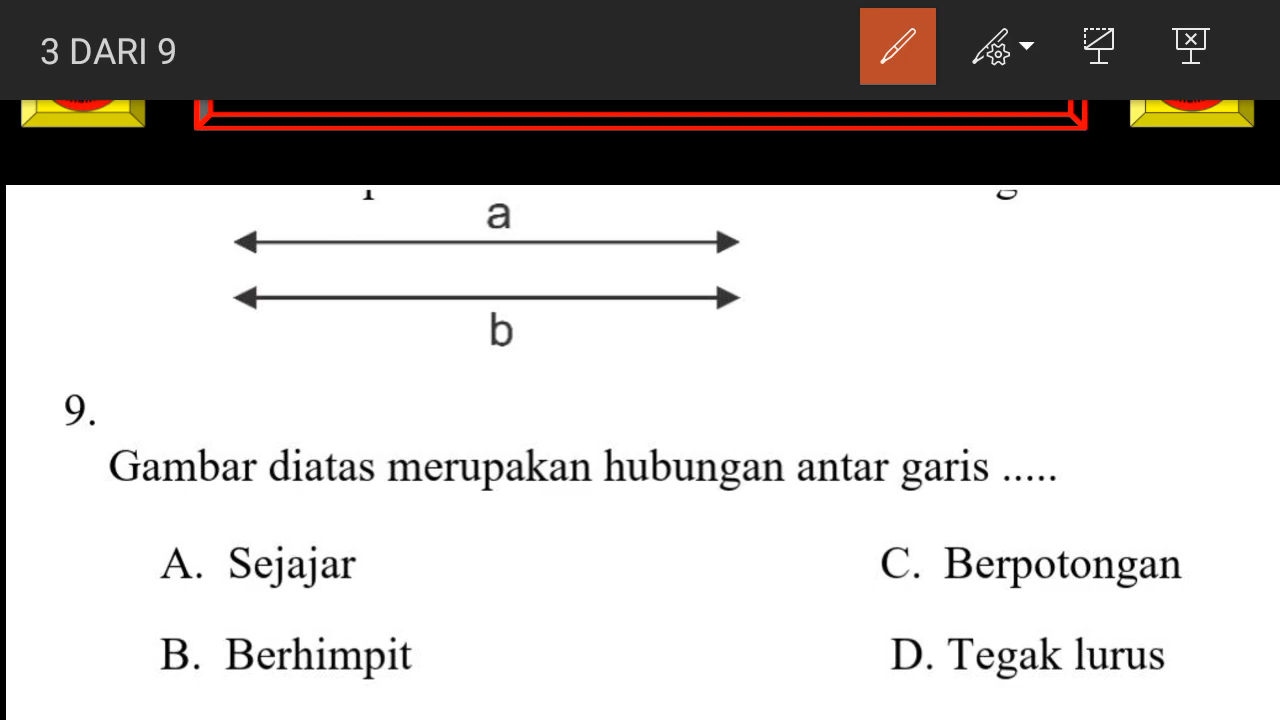 3 DARI 9
a
b
9.
Gambar diatas merupakan hubungan antar garis .....
A. Sejajar
C. Berpotongan
B. Berhimpit
D. Tegak lurus